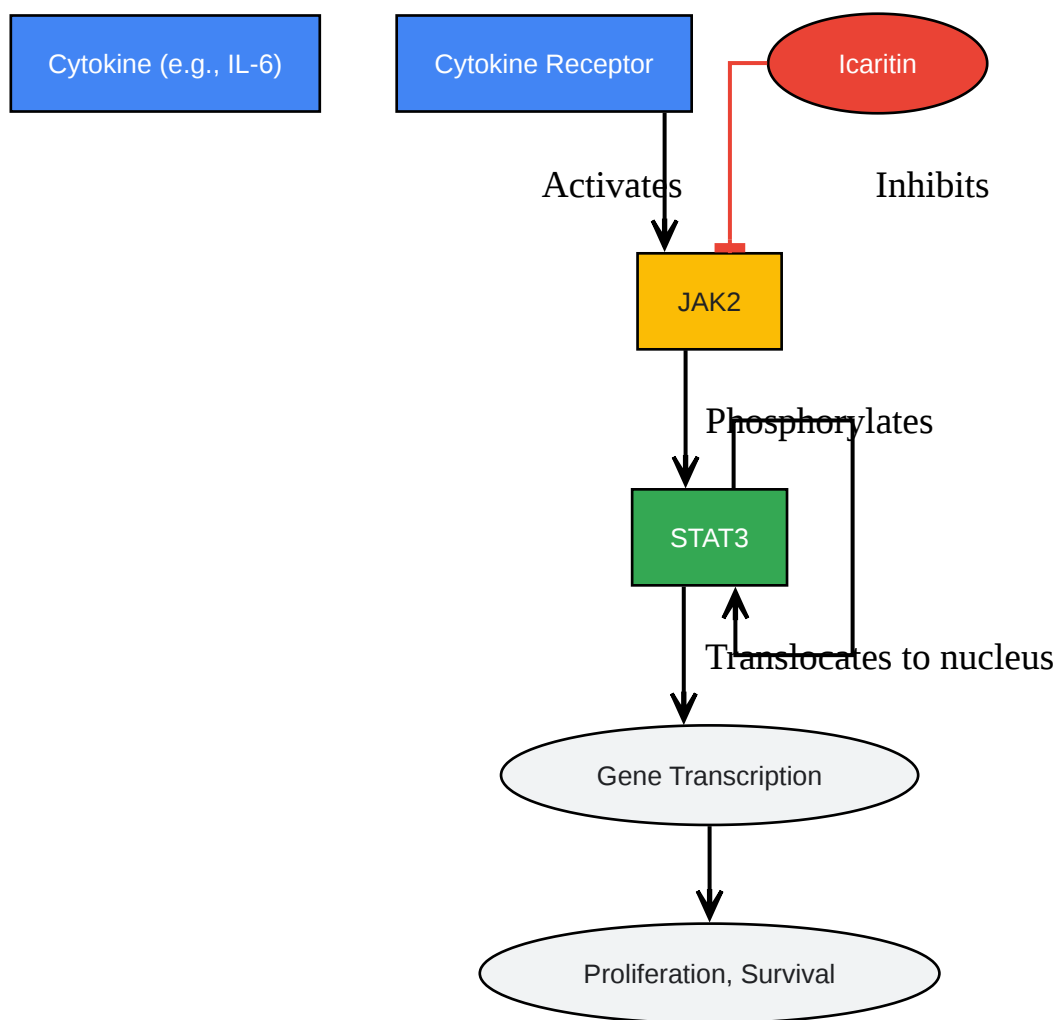 Cytokine (e.g., IL-6)
Cytokine Receptor
Icaritin
Activates
Inhibits
JAK2
Phosphorylates
STAT3
Translocates to nucleus
Gene Transcription
Proliferation, Survival